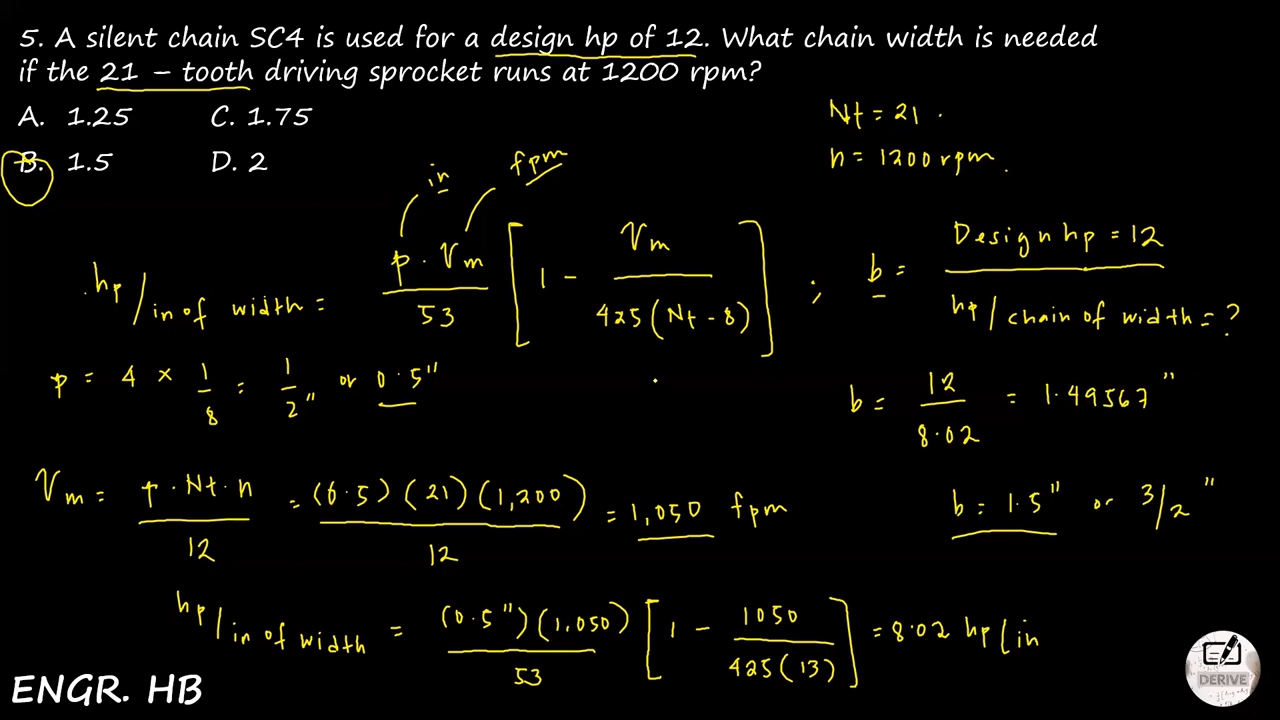 5. A silent chain SC4 is used for a design hp of 12. What chain width is needed
if the 21 – tooth driving sprocket runs at 1200 rpm?
A. 1.25 C. 1.75
B. 1.5 D. 2
Nt = 21
n = 1200 rpm
in fpm
hp/in of width = p · Vm / 53 [1 - Vm / 425(Nt - 8)] ; b = Design hp = 12 / hp/chain of width = ?
p = 4 × 1/8 = 1/2" or 0.5"
b = 12 / 8.02 = 1.49567"
Vm = p · Nt · n / 12 = (0.5)(21)(1,200) / 12 = 1,050 fpm
b = 1.5" or 3/2"
hp/in of width = (0.5")(1,050) / 53 [1 - 1050 / 425(13)] = 8.02 hp/in
ENGR. HB
DERIVE